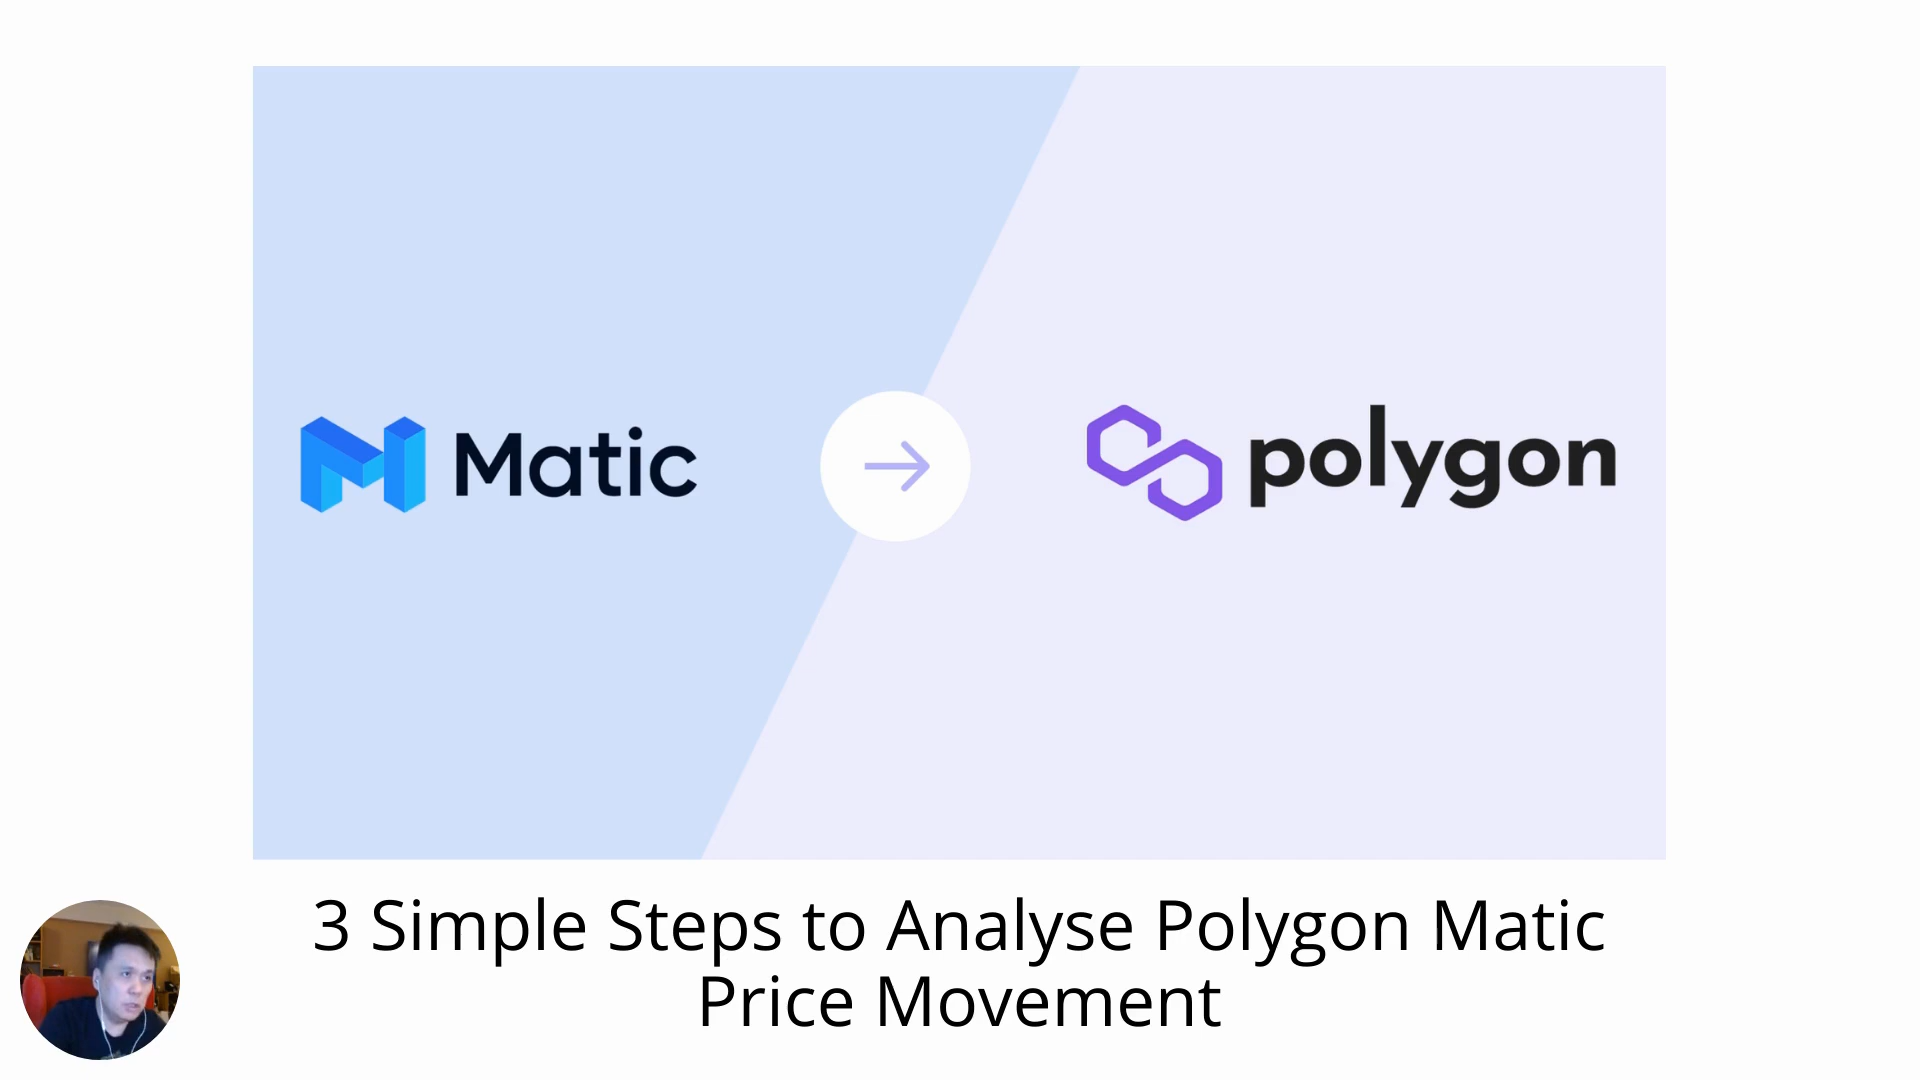 Matic
polygon
3 Simple Steps to Analyse Polygon Matic
Price Movement